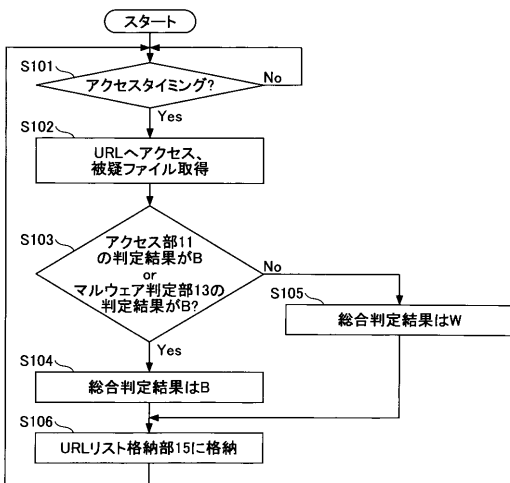 スタート
S101
アクセスタイミング?
No
Yes
S102
URLへアクセス、
被疑ファイル取得
S103
アクセス部11
の判定結果がB
or
マルウェア判定部13の
判定結果がB?
No
S105
総合判定結果はW
Yes
S104
総合判定結果はB
S106
URLリスト格納部15に格納